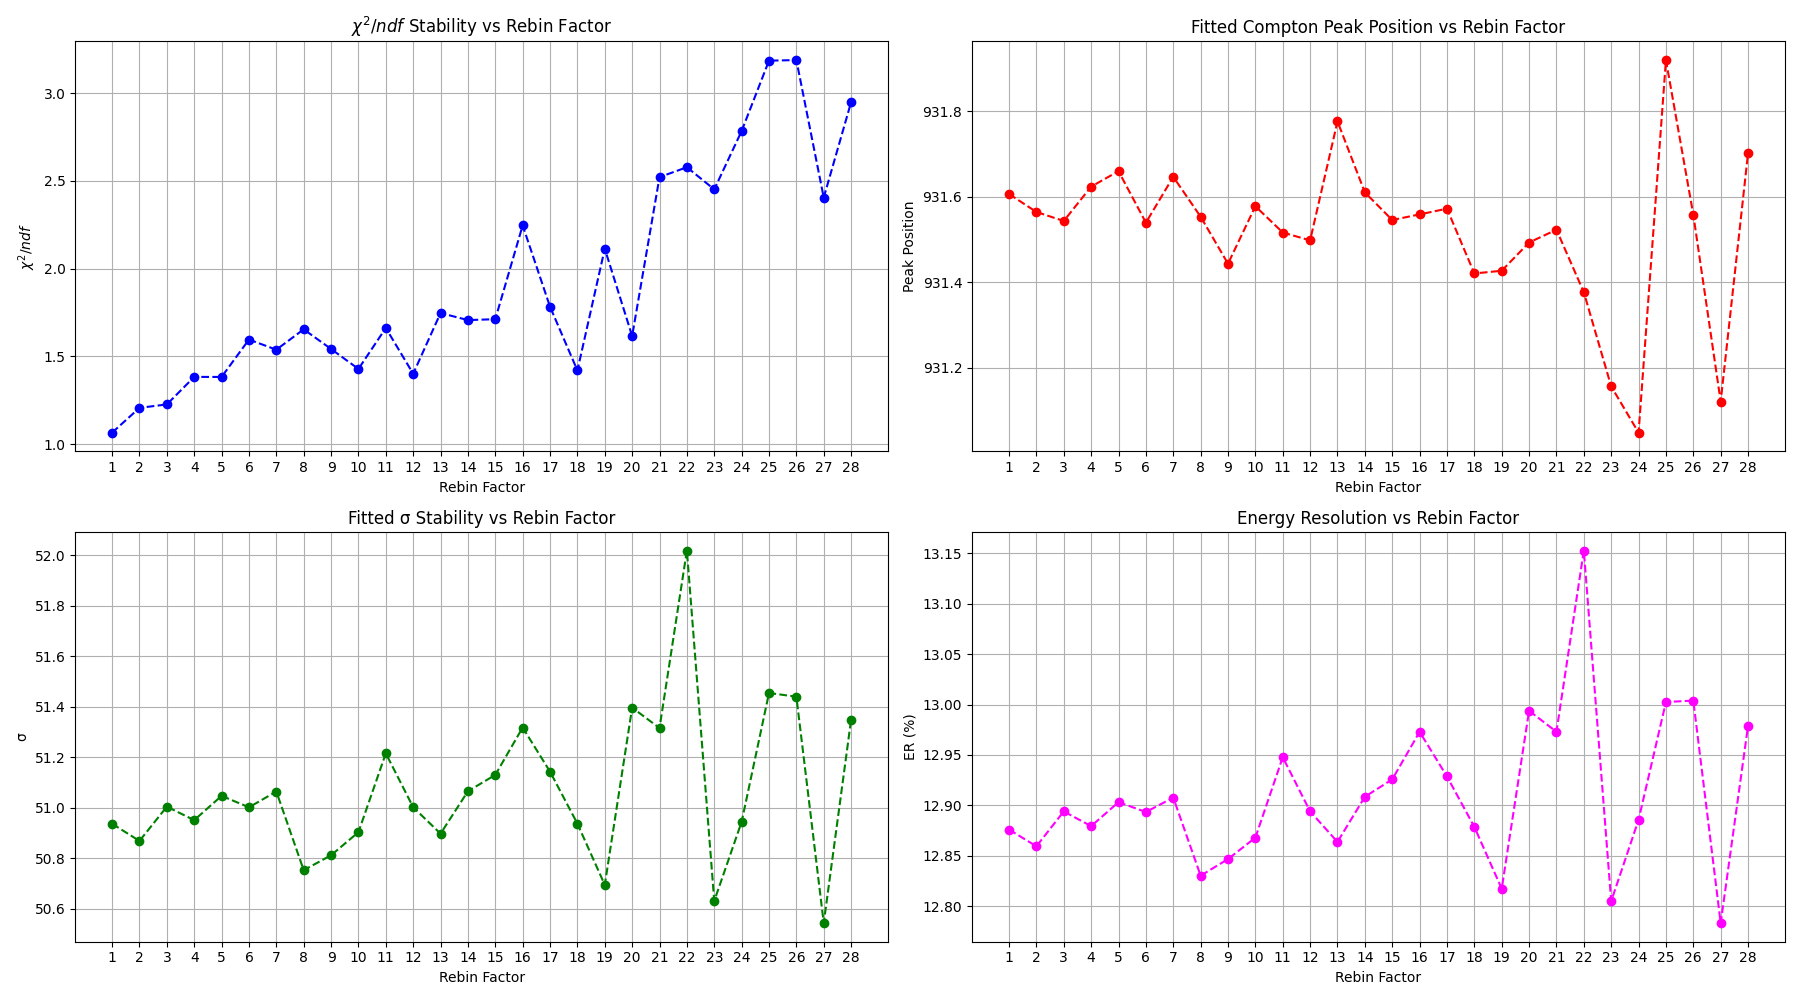 χ²/ndf Stability vs Rebin Factor
3.0
2.5
2.0
1.5
1.0
χ²/ndf
1 2 3 4 5 6 7 8 9 10 11 12 13 14 15 16 17 18 19 20 21 22 23 24 25 26 27 28
Rebin Factor
Fitted Compton Peak Position vs Rebin Factor
931.8
931.6
931.4
931.2
Peak Position
1 2 3 4 5 6 7 8 9 10 11 12 13 14 15 16 17 18 19 20 21 22 23 24 25 26 27 28
Rebin Factor
Fitted σ Stability vs Rebin Factor
52.0
51.8
51.6
51.4
51.2
51.0
50.8
50.6
σ
1 2 3 4 5 6 7 8 9 10 11 12 13 14 15 16 17 18 19 20 21 22 23 24 25 26 27 28
Rebin Factor
Energy Resolution vs Rebin Factor
13.15
13.10
13.05
13.00
12.95
12.90
12.85
12.80
ER (%)
1 2 3 4 5 6 7 8 9 10 11 12 13 14 15 16 17 18 19 20 21 22 23 24 25 26 27 28
Rebin Factor